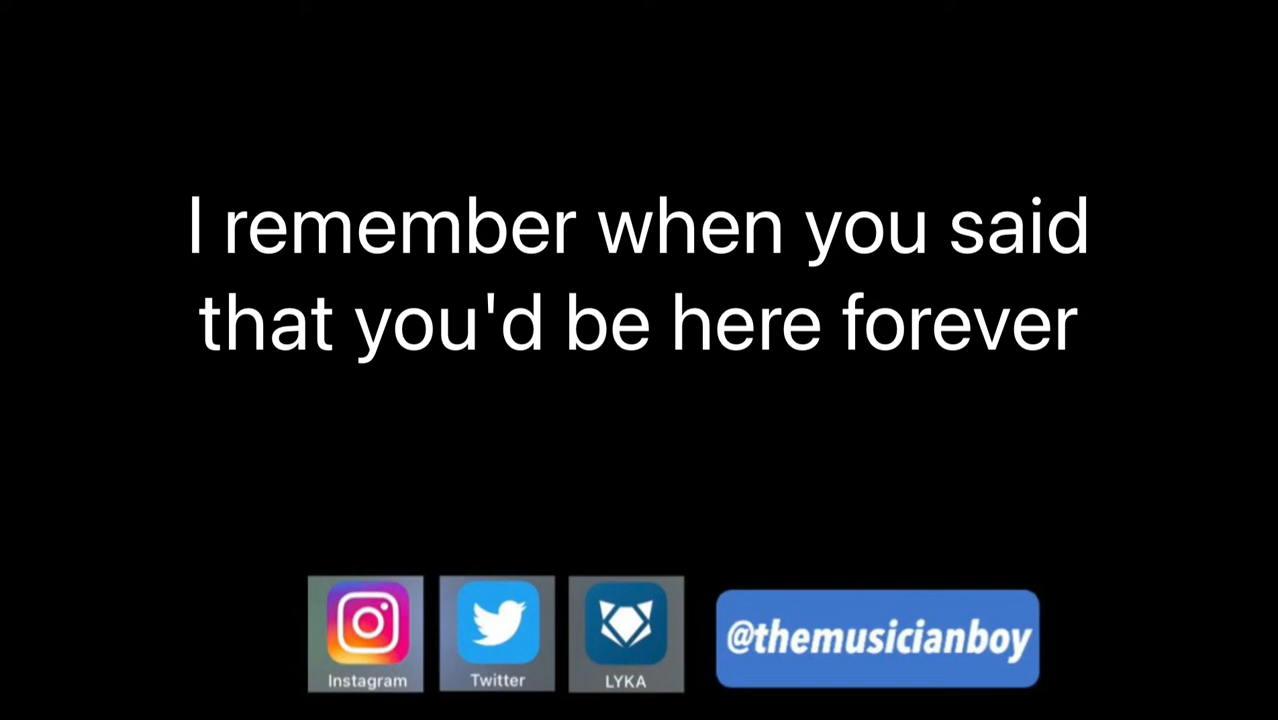 I remember when you said
that you'd be here forever
Instagram
Twitter
LYKA
@themusicianboy